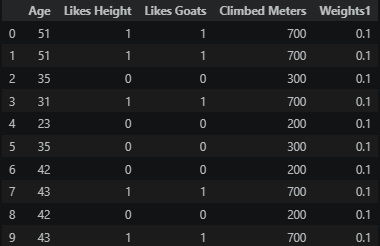 Age Likes Height Likes Goats Climbed Meters Weights1
0 51 1 1 700 0.1
1 51 1 1 700 0.1
2 35 0 0 300 0.1
3 31 1 1 700 0.1
4 23 0 0 200 0.1
5 35 0 0 300 0.1
6 42 0 0 200 0.1
7 43 1 1 700 0.1
8 42 0 0 200 0.1
9 43 1 1 700 0.1